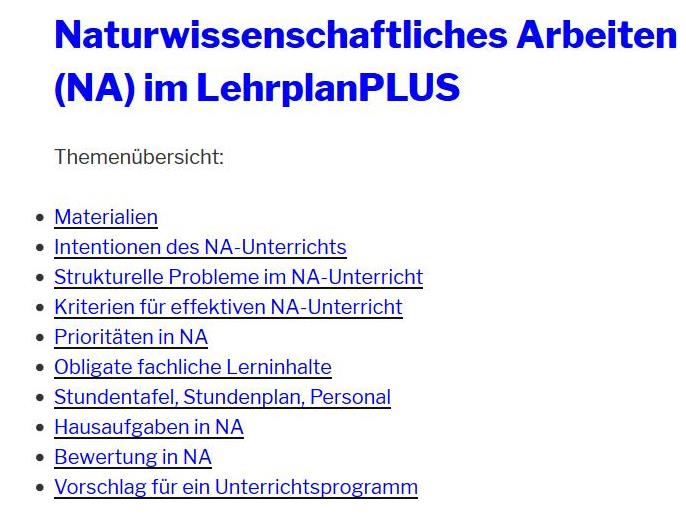 Naturwissenschaftliches Arbeiten
(NA) im LehrplanPLUS
Themenübersicht:
Materialien
Intentionen des NA-Unterrichts
Strukturelle Probleme im NA-Unterricht
Kriterien für effektiven NA-Unterricht
Prioritäten in NA
Obligate fachliche Lerninhalte
Stundentafel, Stundenplan, Personal
Hausaufgaben in NA
Bewertung in NA
Vorschlag für ein Unterrichtsprogramm